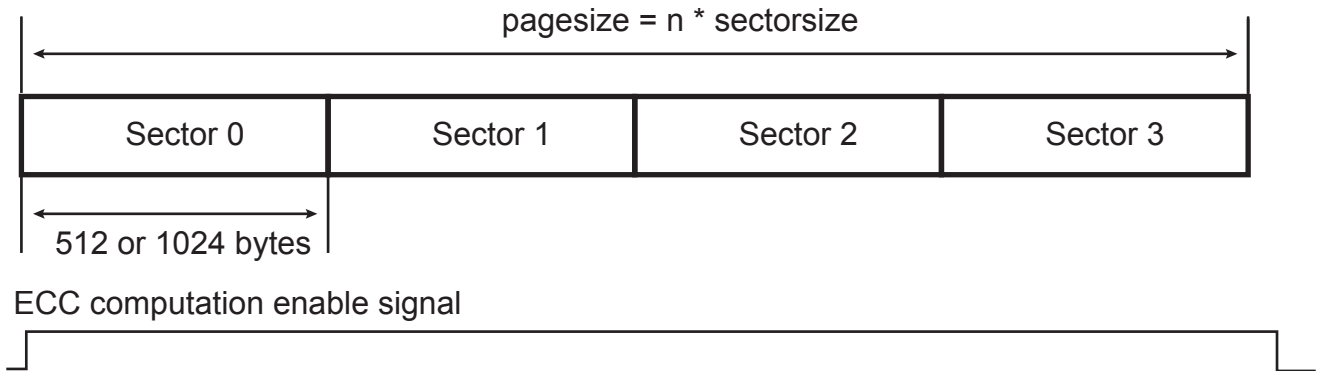 pagesize = n * sectorsize
Sector 0 Sector 1 Sector 2 Sector 3
512 or 1024 bytes
ECC computation enable signal